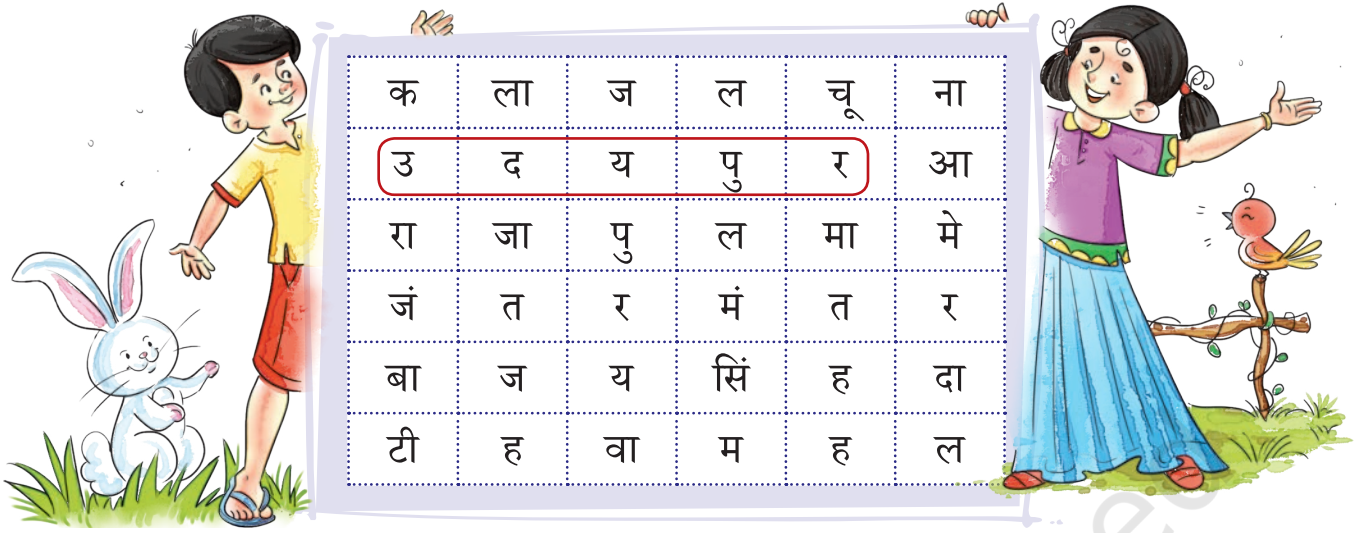 क ला ज ल चू ना
उ द य पु र आ
रा जा पु ल मा मे
जं त र मं त र
बा ज य सिं ह दा
टी ह वा म ह ल